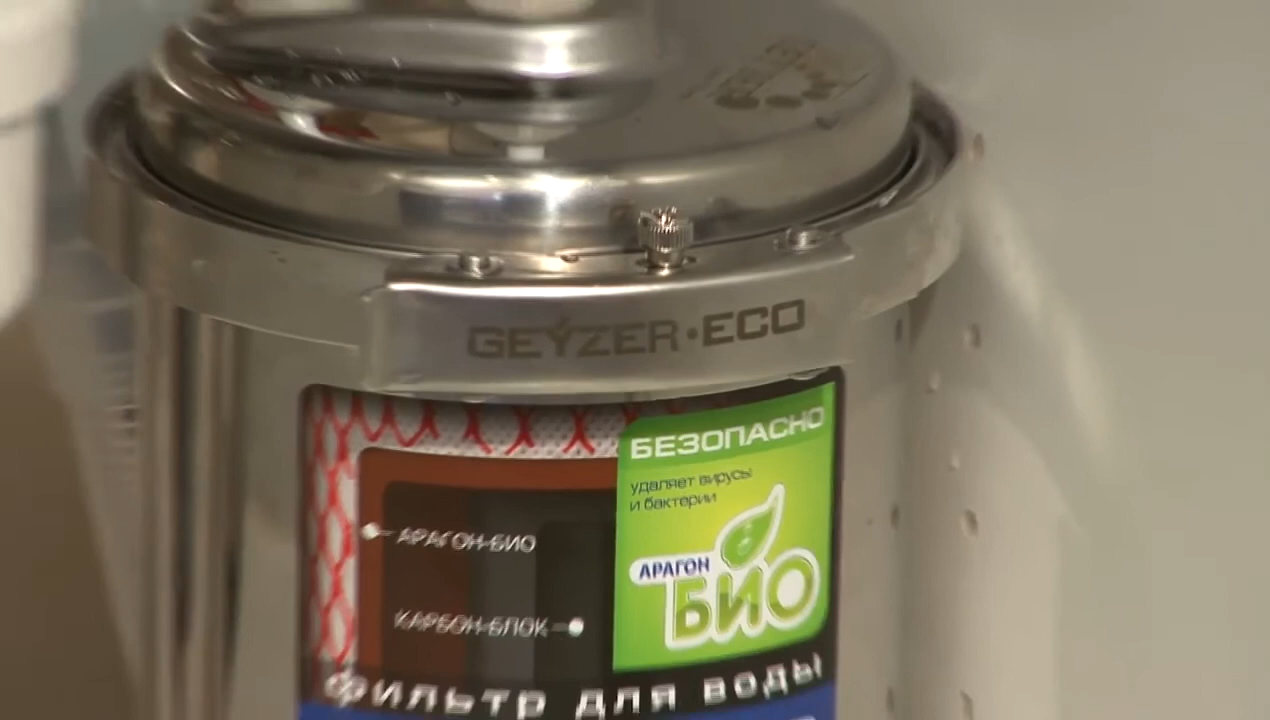 GEYZER·ECO
БЕЗОПАСНО
удаляет вирусы
и бактерии
АРАГОН-БИО
АРАГОН
БИО
КАРБОН-БЛОК
ФИЛЬТР ДЛЯ ВОДЫ